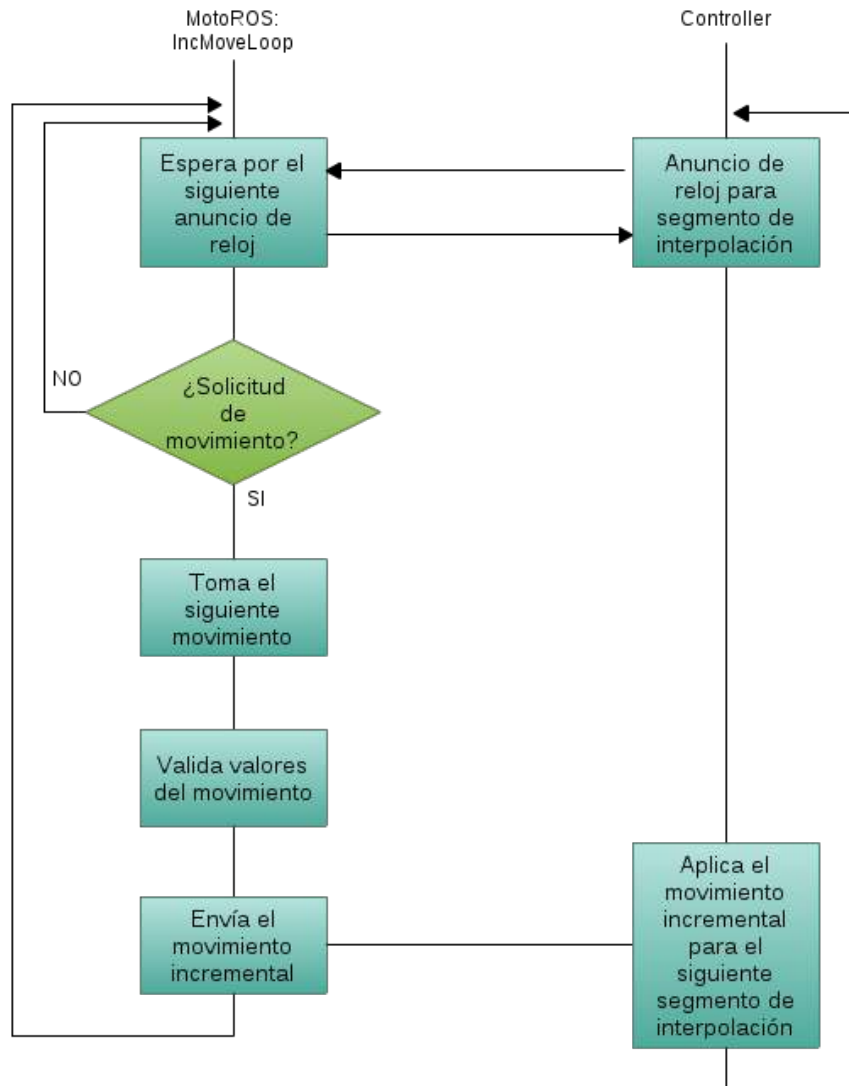 MotoROS:
IncMoveLoop
Controller
Espera por el
siguiente
anuncio de
reloj
Anuncio de
reloj para
segmento de
interpolación
NO
¿Solicitud
de
movimiento?
SI
Toma el
siguiente
movimiento
Valida valores
del movimiento
Envía el
movimiento
incremental
Aplica el
movimiento
incremental
para el
siguiente
segmento de
interpolación